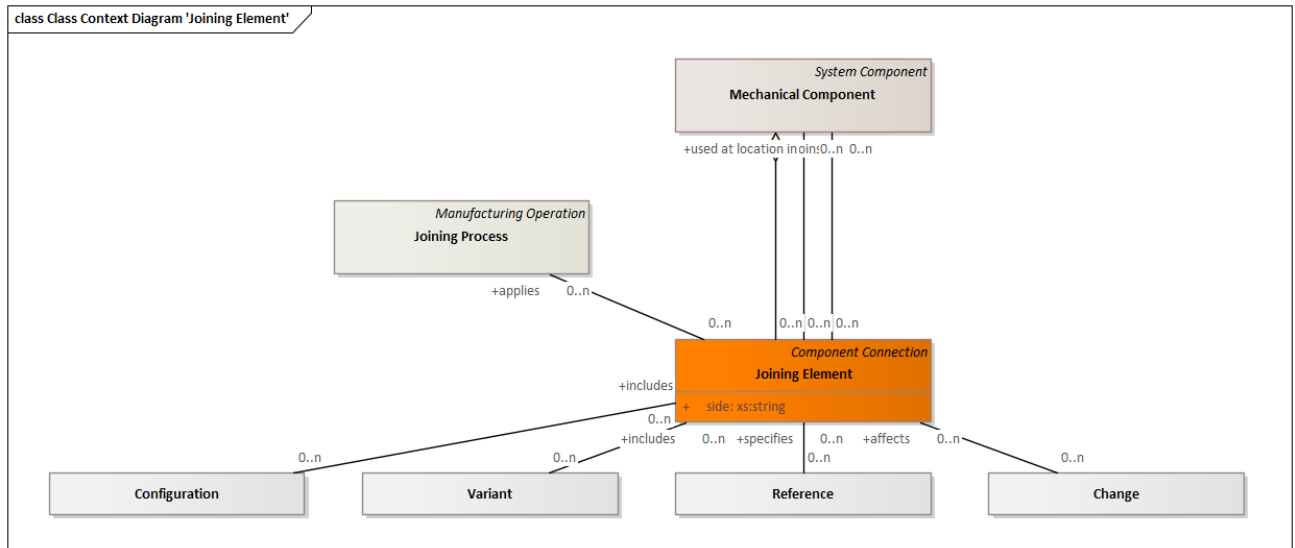 class Class Context Diagram 'Joining Element'
System Component
Mechanical Component
+used at location in 0..n 0..n
Manufacturing Operation
Joining Process
+applies 0..n
0..n 0..n 0..n 0..n
Component Connection
Joining Element
+includes
+ side: xs:string
0..n
+includes 0..n +specifies 0..n +affects 0..n
0..n 0..n 0..n 0..n
Configuration
Variant
Reference
Change